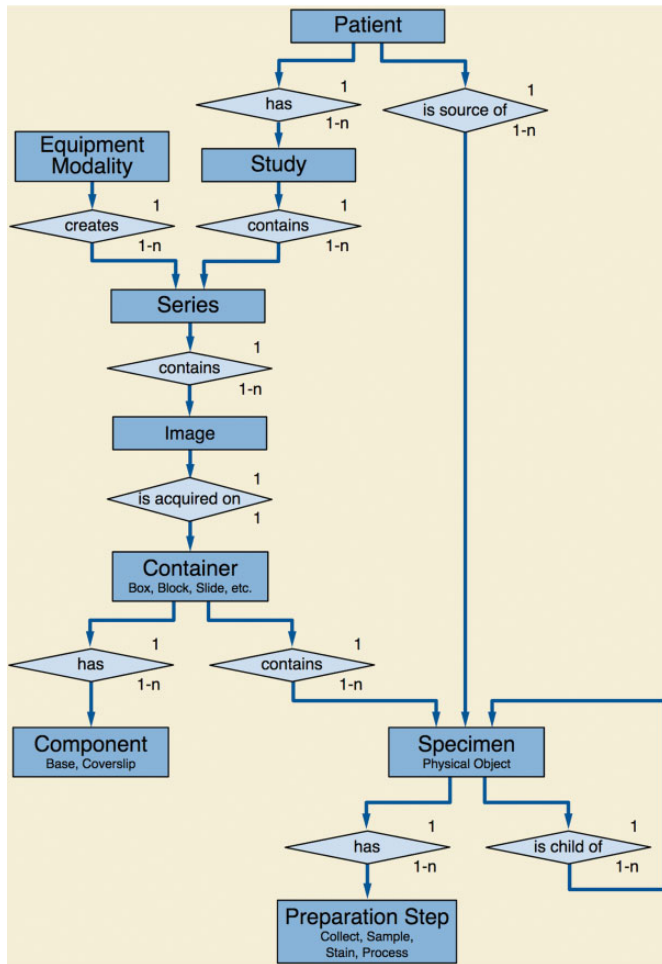 Patient
1
1
has
is source of
1-n
1-n
Equipment
Modality
Study
1
1
creates
contains
1-n
1-n
Series
1
contains
1-n
Image
1
is acquired on
1
Container
Box, Block, Slide, etc.
1
1
has
contains
1-n
1-n
Component
Base, Coverslip
Specimen
Physical Object
1
1
has
is child of
1-n
1-n
Preparation Step
Collect, Sample,
Stain, Process